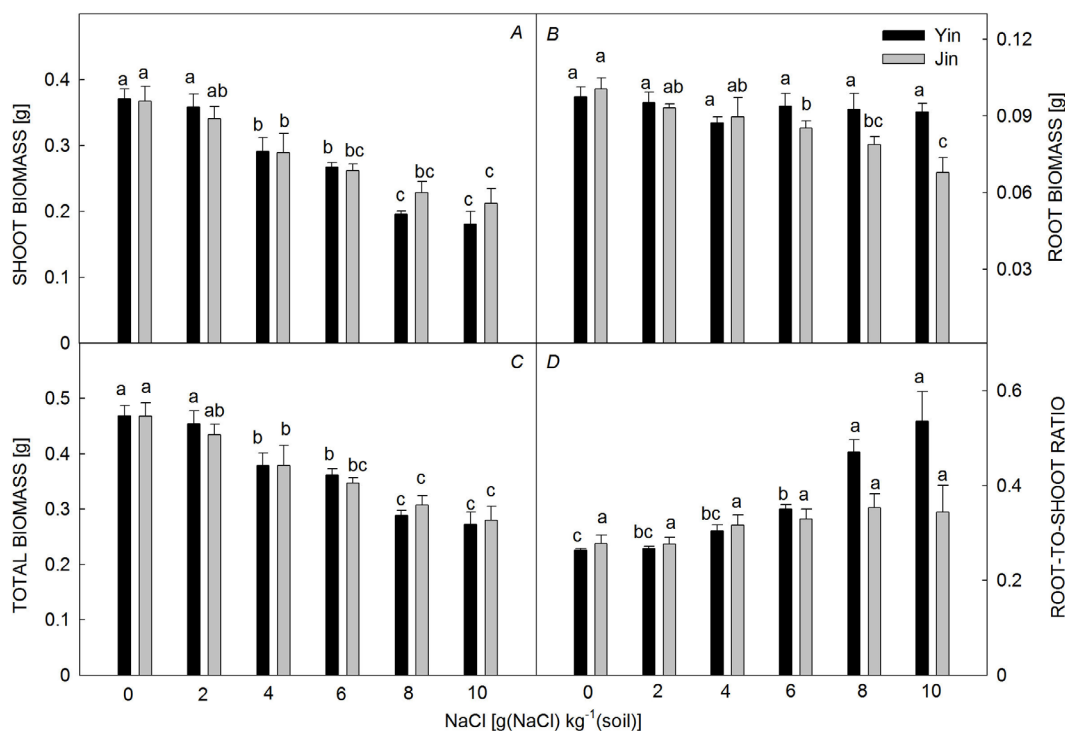 A
B
Yin
Jin
SHOOT BIOMASS [g]
0.4
0.3
0.2
0.1
0
a a a ab b b b bc c bc c c
a a a ab a ab a b a bc a c
0.12
0.09
0.06
0.03
ROOT BIOMASS [g]
C
D
TOTAL BIOMASS [g]
0.5
0.4
0.3
0.2
0.1
0
a a a ab b b b bc c c c c
c a bc a bc a b a a a a a
0.6
0.4
0.2
0
ROOT-TO-SHOOT RATIO
0 2 4 6 8 10
0 2 4 6 8 10
NaCl [g(NaCl) kg⁻¹(soil)]